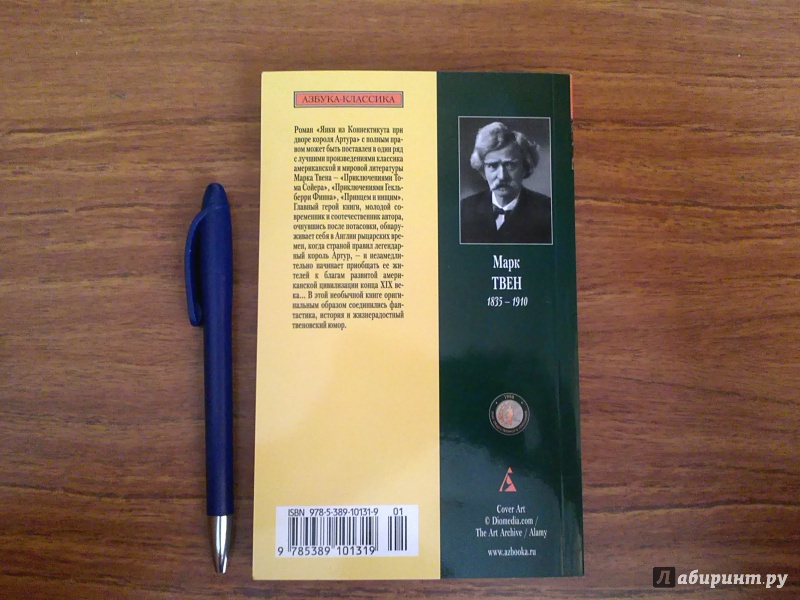 АЗБУКА-КЛАССИКА
Роман «Янки из Коннектикута при
дворе короля Артура» с полным пра-
вом может быть поставлен в один ряд
с лучшими произведениями классика
американской и мировой литературы
Марка Твена – «Приключениями То-
ма Сойера», «Приключениями Гекль-
берри Финна», «Принцем и нищим».
Главный герой книги, молодой со-
временник и соотечественник автора,
очнувшись после потасовки, обнару-
живает себя в Англии рыцарских вре-
мен, когда страной правил легендар-
ный король Артур, – и незамедли-
тельно начинает приобщать ее жи-
телей к благам развитой амери-
канской цивилизации конца XIX ве-
ка... В этой необычной книге ориги-
нальным образом соединились фан-
тастика, история и жизнерадостный
твеновский юмор.
ISBN 978-5-389-10131-9
01
9 785389 101319
Марк
ТВЕН
1835 – 1910
Cover Art
© Diomedia.com /
The Art Archive / Alamy
www.azbooka.ru
Лабиринт.ру